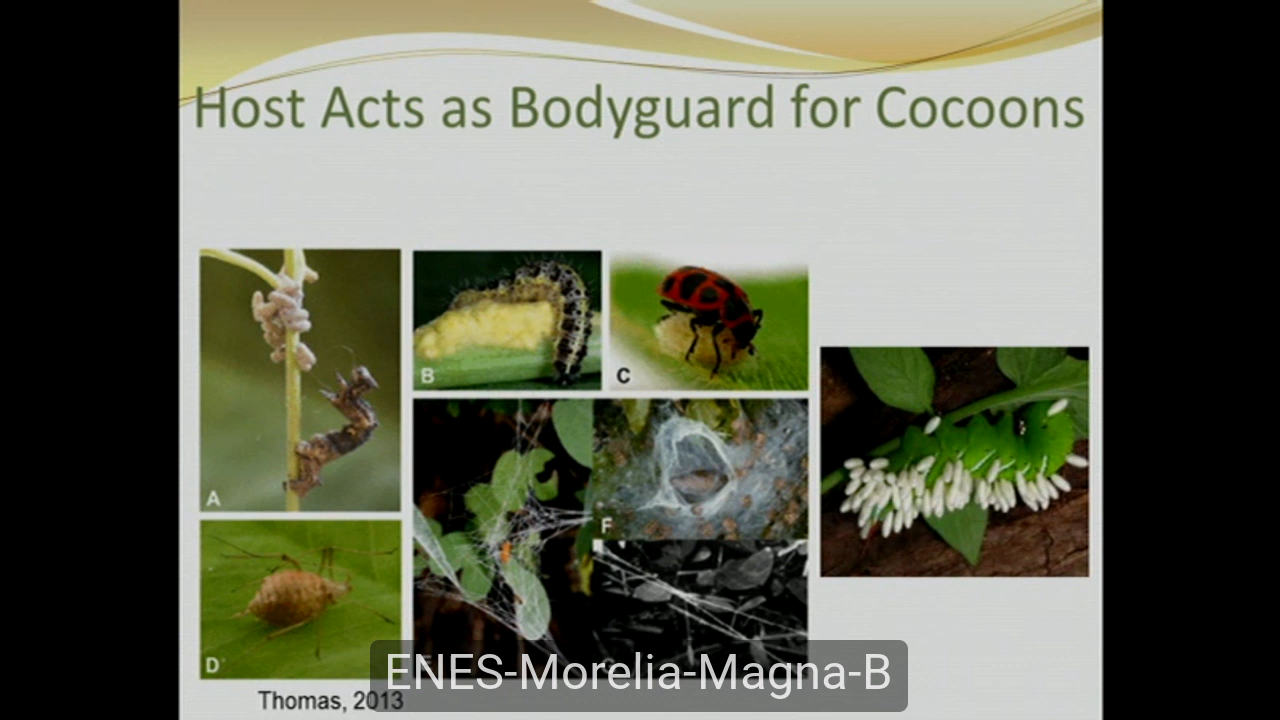 Host Acts as Bodyguard for Cocoons
A
B
C
D
F
ENES-Morelia-Magna-B
Thomas, 2013